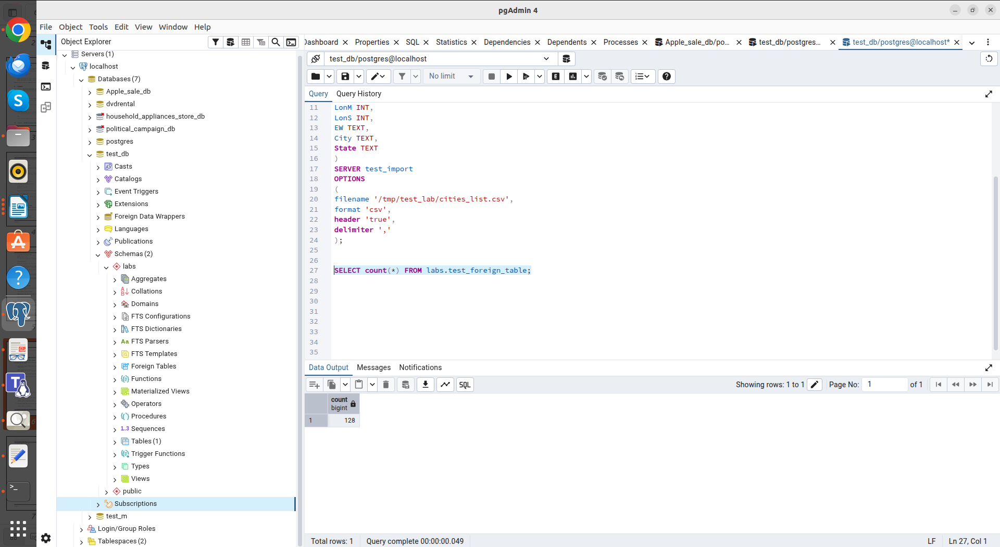 pgAdmin 4
File Object Tools Edit View Window Help
Object Explorer
Dashboard Properties SQL Statistics Dependencies Dependents Processes Apple_sale_db/po... test_db/postgres... test_db/postgres@localhost*
Servers (1)
localhost
Databases (7)
Apple_sale_db
dvdrental
household_appliances_store_db
political_campaign_db
postgres
test_db
Casts
Catalogs
Event Triggers
Extensions
Foreign Data Wrappers
Languages
Publications
Schemas (2)
labs
Aggregates
Collations
Domains
FTS Configurations
FTS Dictionaries
Aa FTS Parsers
FTS Templates
Foreign Tables
Functions
Materialized Views
Operators
Procedures
1.3 Sequences
Tables (1)
Trigger Functions
Types
Views
public
Subscriptions
test_m
Login/Group Roles
Tablespaces (2)
test_db/postgres@localhost
No limit
E
Query Query History
11 LonM INT,
12 LonS INT,
13 EW TEXT,
14 City TEXT,
15 State TEXT
16 )
17 SERVER test_import
18 OPTIONS
19 (
20 filename '/tmp/test_lab/cities_list.csv',
21 format 'csv',
22 header 'true',
23 delimiter ','
24 );
25
26
27 SELECT count(*) FROM labs.test_foreign_table;
28
29
30
31
32
33
34
35
Data Output Messages Notifications
SQL Showing rows: 1 to 1 Page No: 1 of 1
count
bigint
1 128
Total rows: 1 Query complete 00:00:00.049 LF Ln 27, Col 1